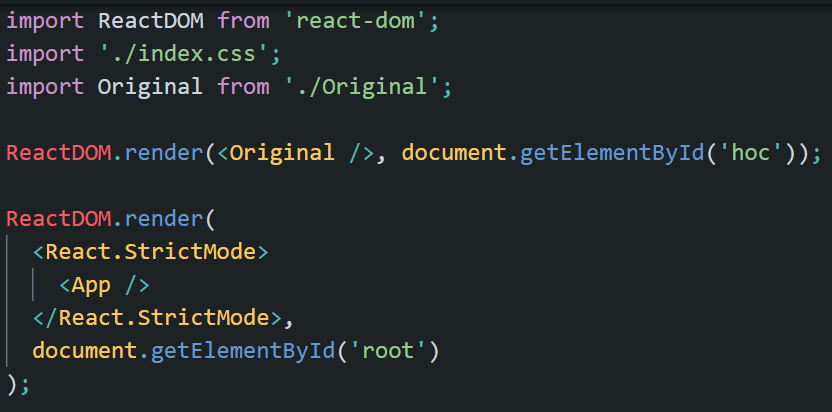 import ReactDOM from 'react-dom';
import './index.css';
import Original from './Original';
ReactDOM.render(<Original />, document.getElementById('hoc'));
ReactDOM.render(
<React.StrictMode>
<App />
</React.StrictMode>,
document.getElementById('root')
);